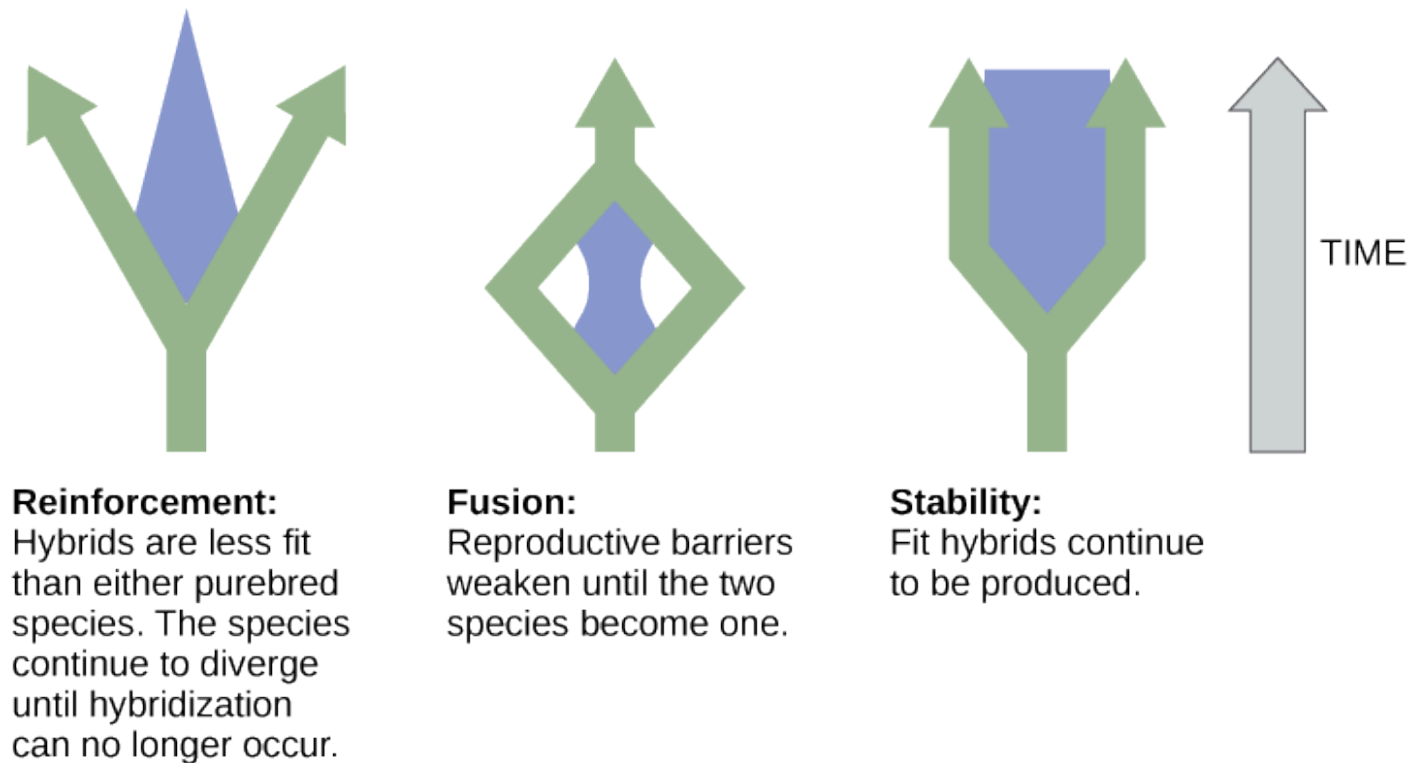 TIME
Reinforcement:
Hybrids are less fit
than either purebred
species. The species
continue to diverge
until hybridization
can no longer occur.
Fusion:
Reproductive barriers
weaken until the two
species become one.
Stability:
Fit hybrids continue
to be produced.